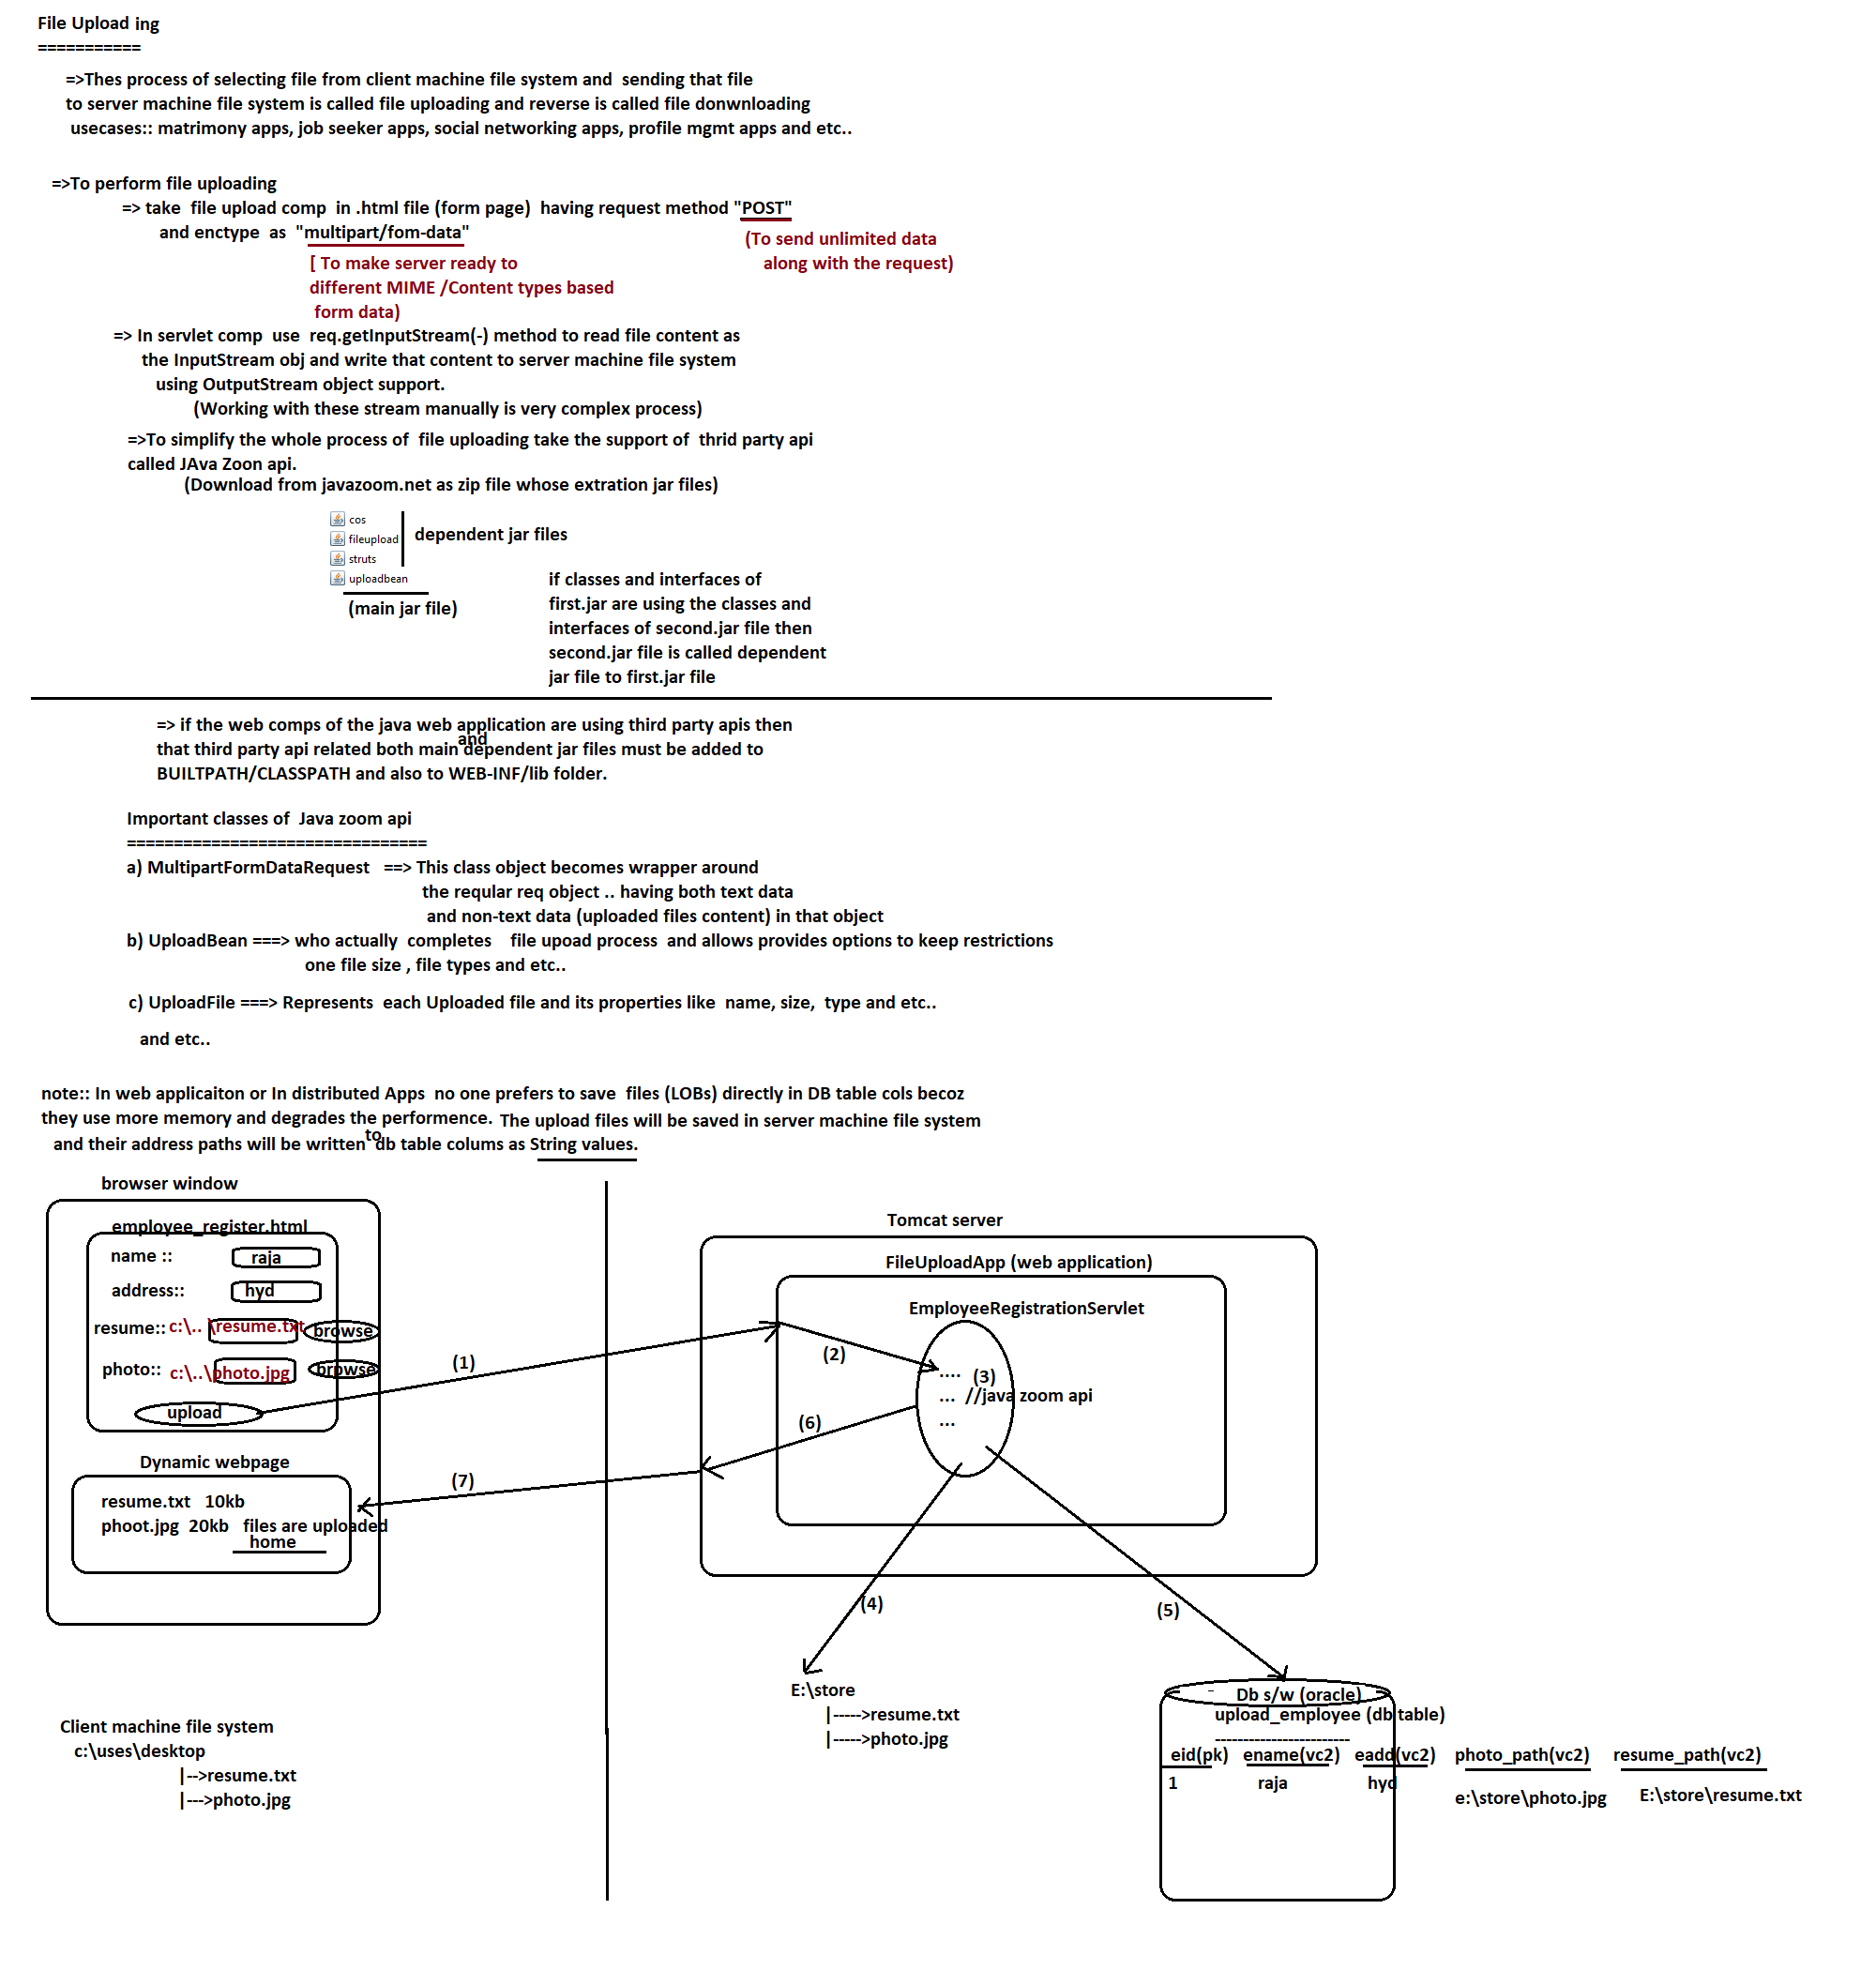 File Upload ing
===========
=>Thes process of selecting file from client machine file system and  sending that file
to server machine file system is called file uploading and reverse is called file donwnloading
usecases:: matrimony apps, job seeker apps, social networking apps, profile mgmt apps and etc..
=>To perform file uploading
=> take  file upload comp  in .html file (form page)  having request method "POST"
and enctype  as  "multipart/fom-data"
(To send unlimited data
along with the request)
[ To make server ready to
different MIME /Content types based
form data)
=> In servlet comp  use  req.getInputStream(-) method to read file content as
the InputStream obj and write that content to server machine file system
using OutputStream object support.
(Working with these stream manually is very complex process)
=>To simplify the whole process of  file uploading take the support of  thrid party api
called JAva Zoon api.
(Download from javazoom.net as zip file whose extration jar files)
cos
fileupload
struts
uploadbean
dependent jar files
(main jar file)
if classes and interfaces of
first.jar are using the classes and
interfaces of second.jar file then
second.jar file is called dependent
jar file to first.jar file
=> if the web comps of the java web application are using third party apis then
that third party api related both main and dependent jar files must be added to
BUILTPATH/CLASSPATH and also to WEB-INF/lib folder.
Important classes of  Java zoom api
================================
a) MultipartFormDataRequest   ==> This class object becomes wrapper around
the reqular req object .. having both text data
and non-text data (uploaded files content) in that object
b) UploadBean ===> who actually  completes    file upoad process  and allows provides options to keep restrictions
one file size , file types and etc..
c) UploadFile ===> Represents  each Uploaded file and its properties like  name, size,  type and etc..
and etc..
note:: In web applicaiton or In distributed Apps  no one prefers to save  files (LOBs) directly in DB table cols becoz
they use more memory and degrades the performence.  The upload files will be saved in server machine file system
and their address paths will be written to db table colums as String values.
browser window
employee_register.html
name ::  raja
address::  hyd
resume:: c:\.. \resume.txt  browse
photo::  c:\..\photo.jpg  brpwse
upload
Dynamic webpage
resume.txt   10kb
phoot.jpg  20kb   files are uploaded
home
(1)
(7)
Tomcat server
FileUploadApp (web application)
EmployeeRegistrationServlet
(2)
....  (3)
...  //java zoom api
...
(6)
(4)
(5)
E:\store
|----->resume.txt
|----->photo.jpg
Client machine file system
c:\uses\desktop
|-->resume.txt
|--->photo.jpg
Db s/w (oracle)
upload_employee (db table)
------------------------
eid(pk)   ename(vc2)   eadd(vc2)   photo_path(vc2)   resume_path(vc2)
1   raja   hyd   e:\store\photo.jpg   E:\store\resume.txt